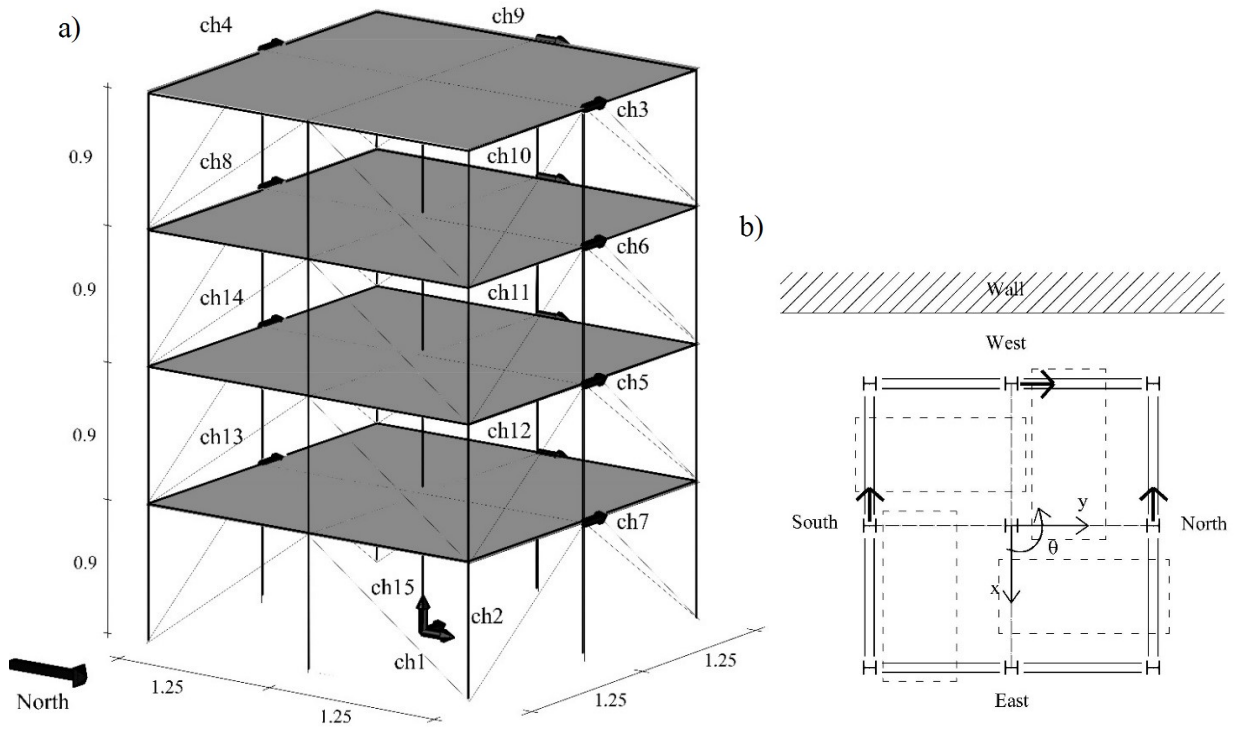 a)
ch4
ch9
ch3
0.9
ch8
ch10
ch6
0.9
ch14
ch11
ch5
0.9
ch13
ch12
ch7
0.9
ch15
ch2
ch1
North
1.25
1.25
1.25
1.25
b)
Wall
West
South
y
North
θ
x
East